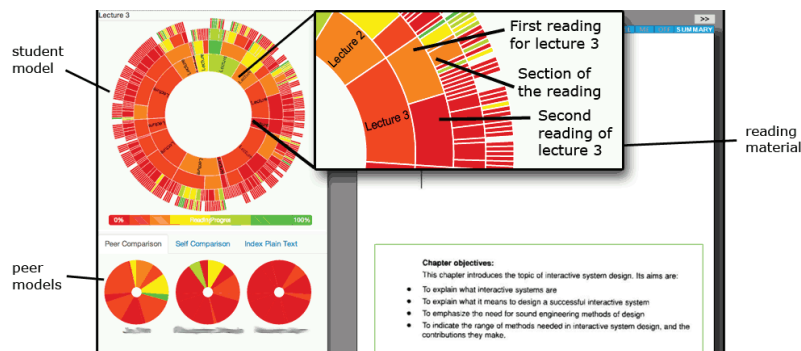 Lecture 3
>>
SUMMARY
student
model
Lecture 2
Lecture 3
First reading
for lecture 3
Section of
the reading
Second
reading of
lecture 3
reading
material
0%
100%
Peer Comparison
Self Comparison
Index Plain Text
peer
models
Chapter objectives:
This chapter introduces the topic of interactive system design. Its aims are:
• To explain what interactive systems are
• To explain what it means to design a successful interactive system
• To emphasize the need for sound engineering methods of design
• To indicate the range of methods needed in interactive system design, and the
contributions they make.